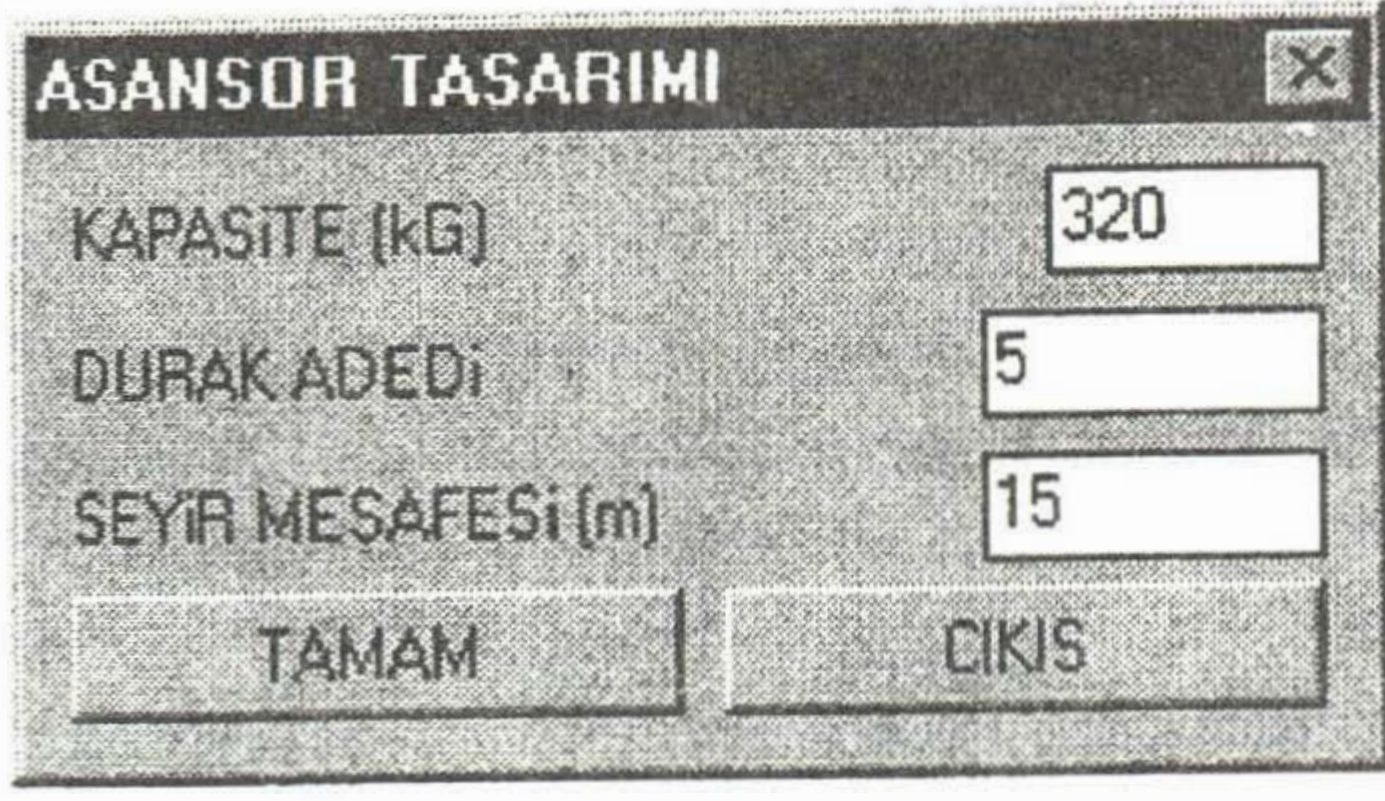 ASANSOR TASARIMI
KAPASiTE (kG) 320
DURAK ADEDi 5
SEYiR MESAFESi (m) 15
TAMAM CIKIS